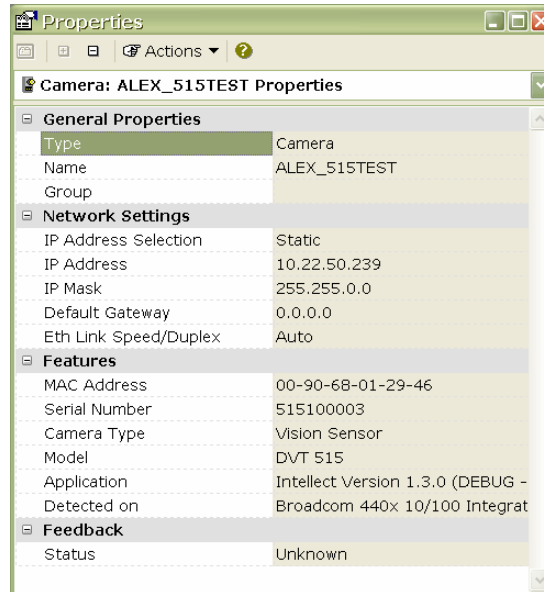 Properties
Actions
Camera: ALEX_515TEST Properties
General Properties
Type Camera
Name ALEX_515TEST
Group
Network Settings
IP Address Selection Static
IP Address 10.22.50.239
IP Mask 255.255.0.0
Default Gateway 0.0.0.0
Eth Link Speed/Duplex Auto
Features
MAC Address 00-90-68-01-29-46
Serial Number 515100003
Camera Type Vision Sensor
Model DVT 515
Application Intellect Version 1.3.0 (DEBUG -
Detected on Broadcom 440x 10/100 Integrat
Feedback
Status Unknown